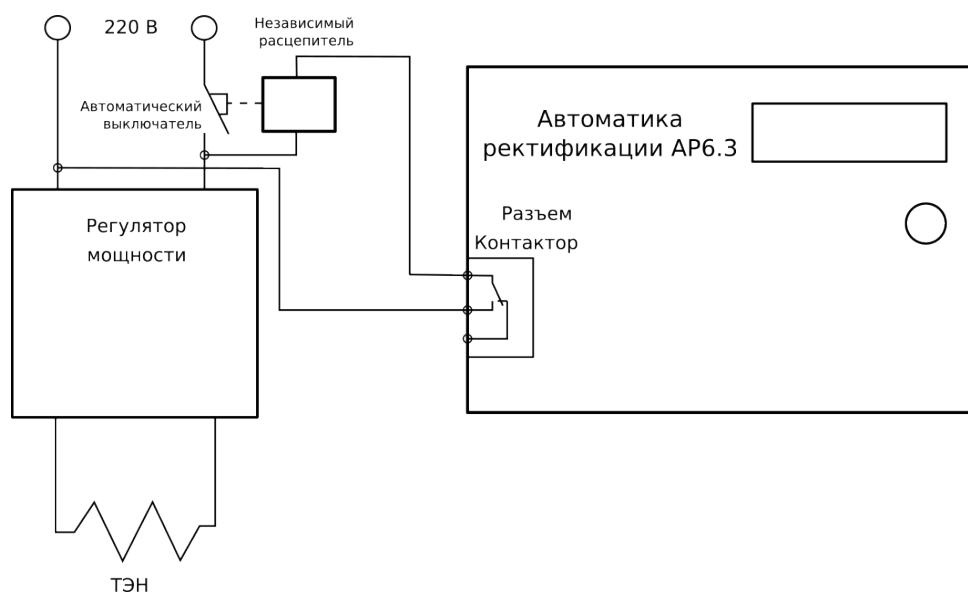 220 В
Независимый
расцепитель
Автоматический
выключатель
Автоматика
ректификации АР6.3
Регулятор
мощности
Разъем
Контактор
ТЭН